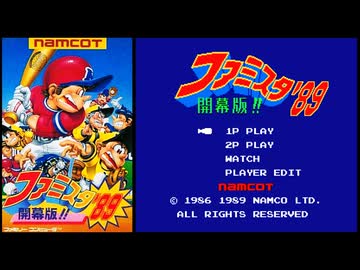 namcot
ファミスタ'89
開幕版!!
ファミリーコンピュータ
ファミスタ'89
開幕版!!
1P PLAY
2P PLAY
WATCH
PLAYER EDIT
namcot
© 1986 1989 NAMCO LTD.
ALL RIGHTS RESERVED